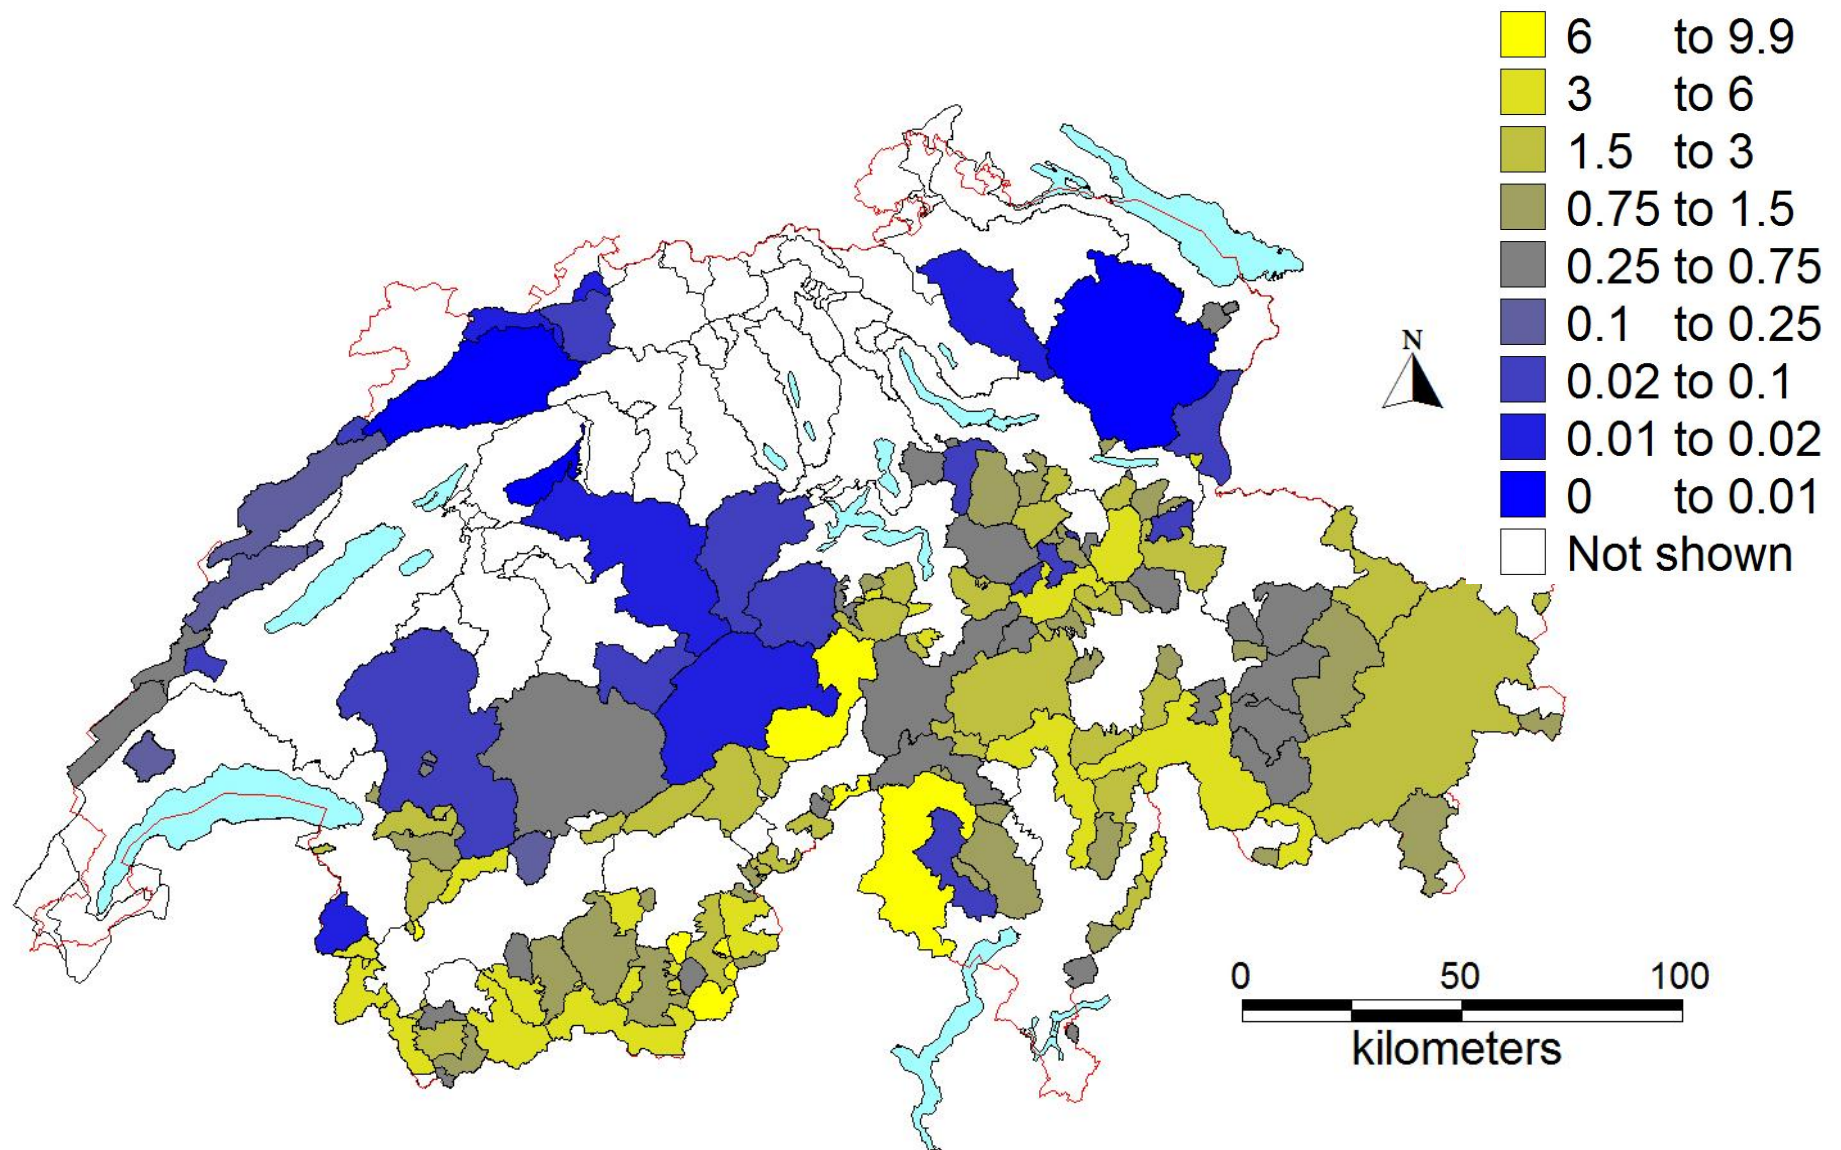 6 to 9.9
3 to 6
1.5 to 3
0.75 to 1.5
0.25 to 0.75
0.1 to 0.25
0.02 to 0.1
0.01 to 0.02
0 to 0.01
Not shown
N
0 50 100
kilometers